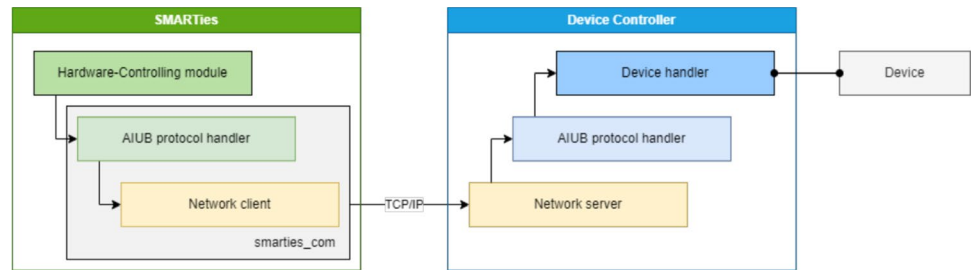 SMARTies
Hardware-Controlling module
AIUB protocol handler
Network client
smarties_com
TCP/IP
Device Controller
Device handler
AIUB protocol handler
Network server
Device